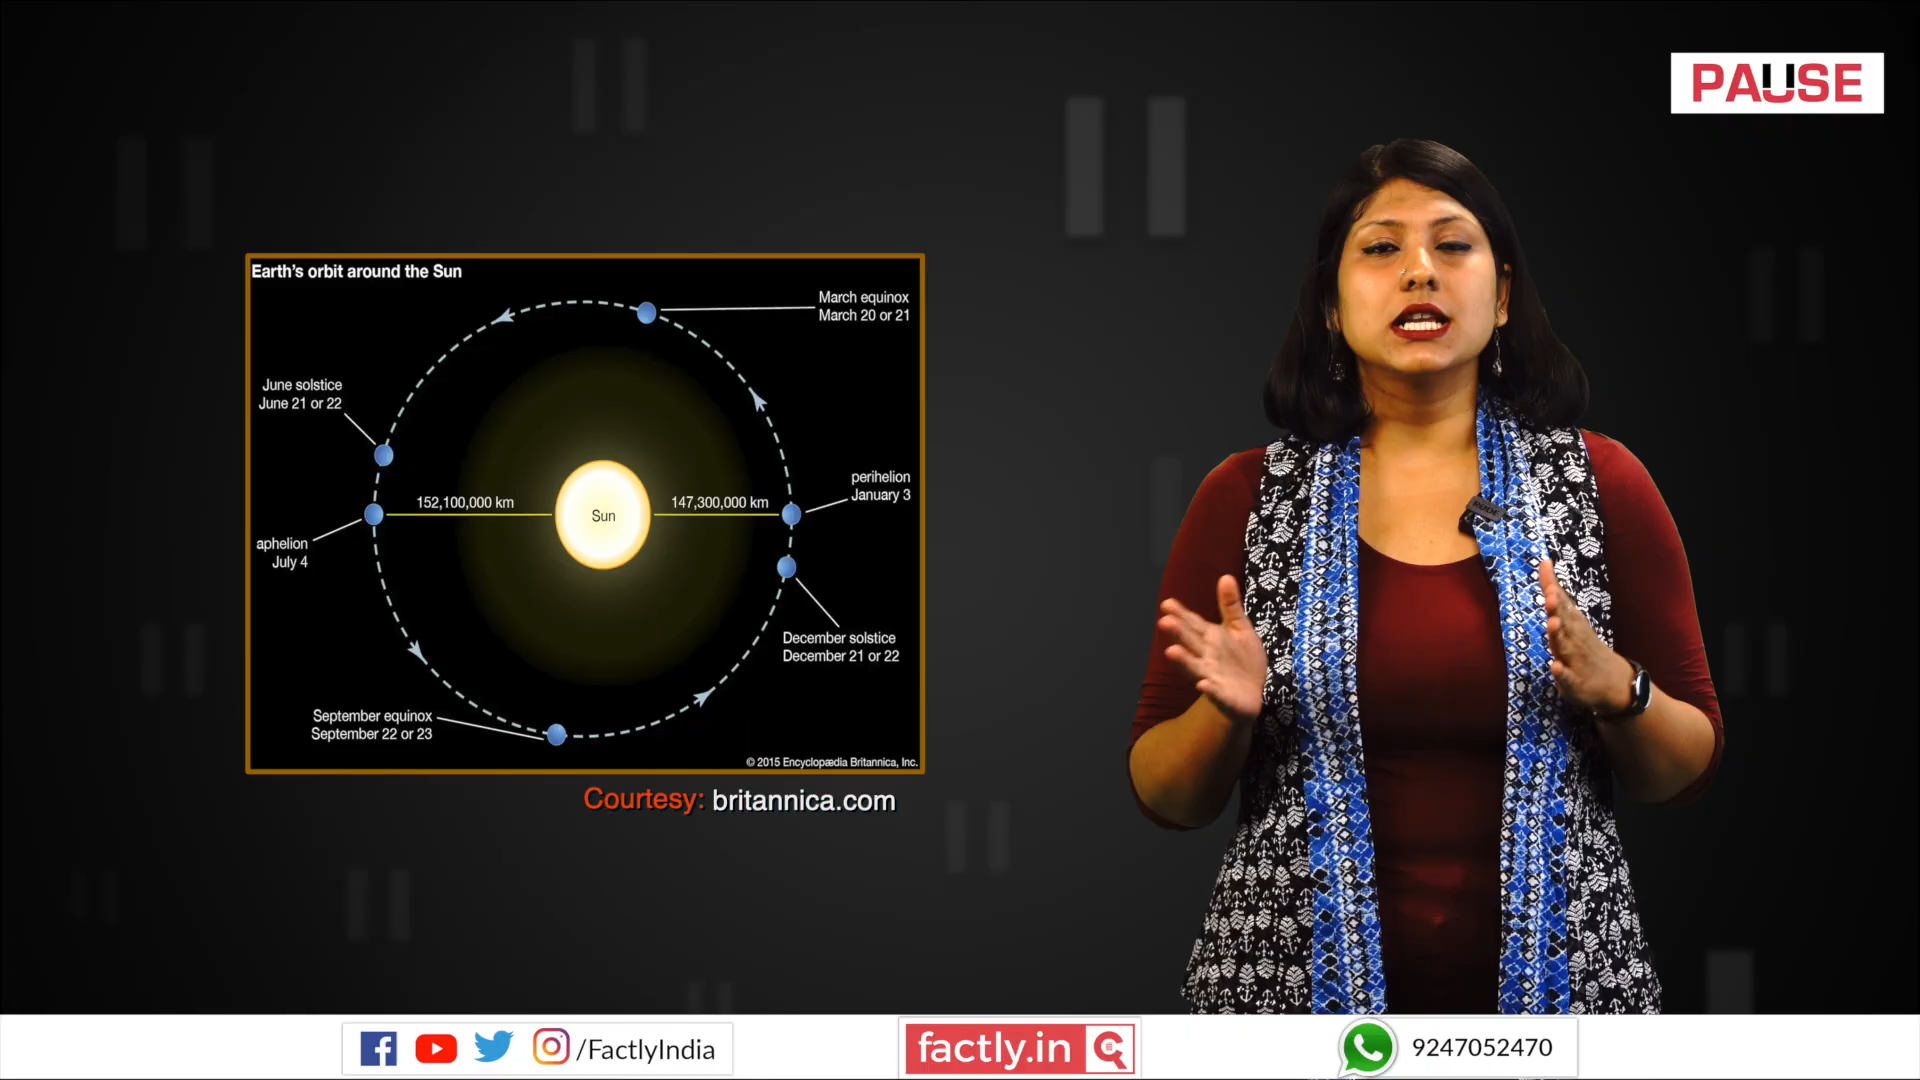 PAUSE
Earth's orbit around the Sun
March equinox
March 20 or 21
June solstice
June 21 or 22
perihelion
January 3
152,100,000 km
147,300,000 km
Sun
aphelion
July 4
December solstice
December 21 or 22
September equinox
September 22 or 23
© 2015 Encyclopædia Britannica, Inc.
Courtesy: britannica.com
RODE
/FactlyIndia
factly.in
9247052470